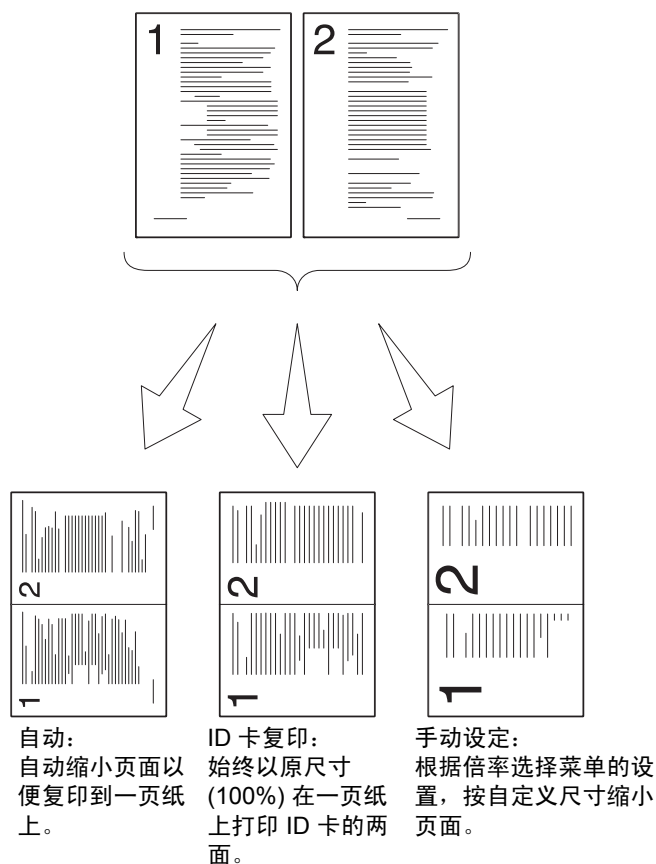 1
2
2
1
2
1
2
1
自动：
自动缩小页面以
便复印到一页纸
上。
ID 卡复印：
始终以原尺寸
(100%) 在一页纸
上打印 ID 卡的两
面。
手动设定：
根据倍率选择菜单的设
置，按自定义尺寸缩小
页面。